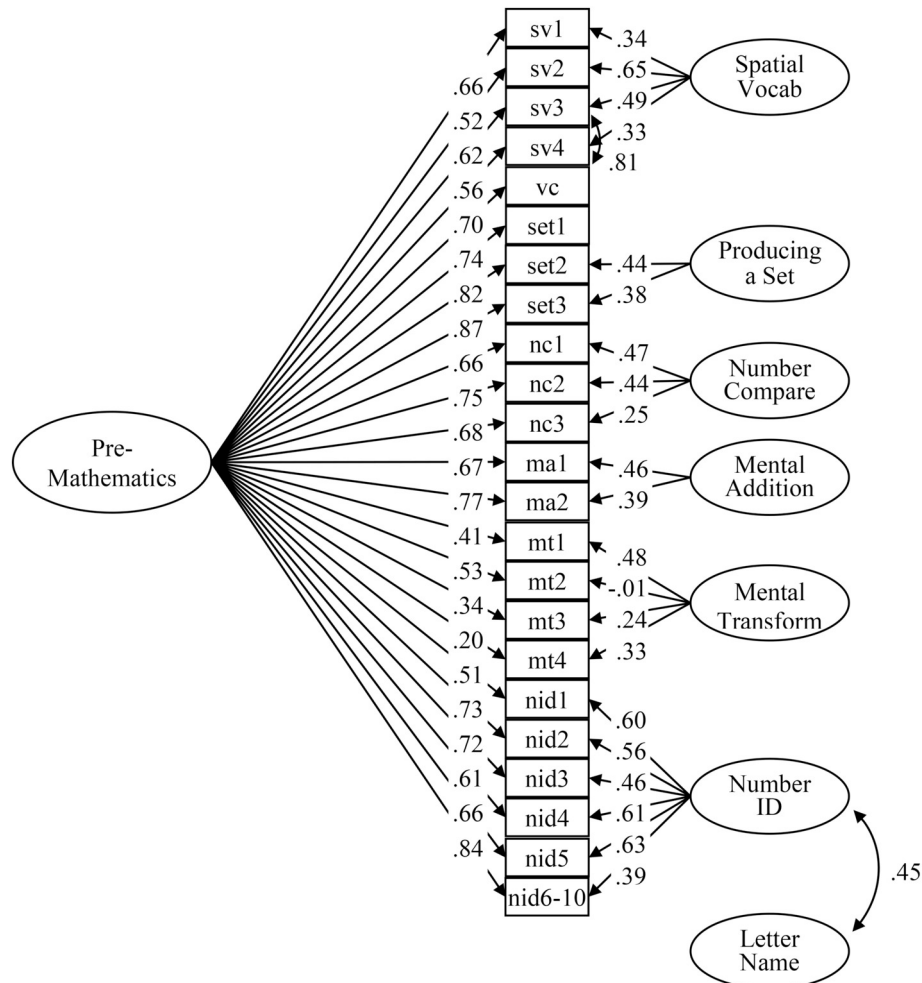 sv1
sv2
sv3
sv4
vc
set1
set2
set3
nc1
nc2
nc3
ma1
ma2
mt1
mt2
mt3
mt4
nid1
nid2
nid3
nid4
nid5
nid6-10
Pre-
Mathematics
.66
.52
.62
.56
.70
.74
.82
.87
.66
.75
.68
.67
.77
.41
.53
.34
.20
.51
.73
.72
.61
.66
.84
.34
.65
.49
.33
.81
.44
.38
.47
.44
.25
.46
.39
.48
-.01
.24
.33
.60
.56
.46
.61
.63
.39
Spatial
Vocab
Producing
a Set
Number
Compare
Mental
Addition
Mental
Transform
Number
ID
.45
Letter
Name